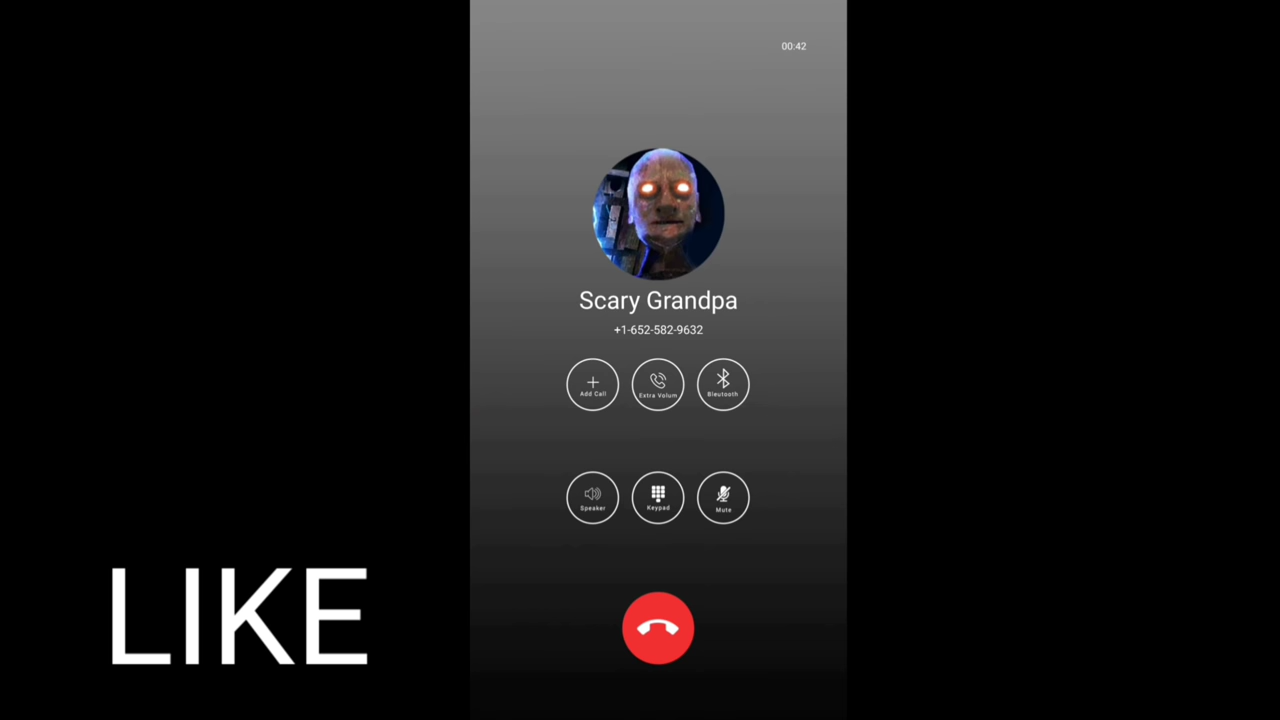 00:42
Scary Grandpa
+1-652-582-9632
Add Call
Extra Volum
Bleutooth
Speaker
Keypad
Mute
LIKE